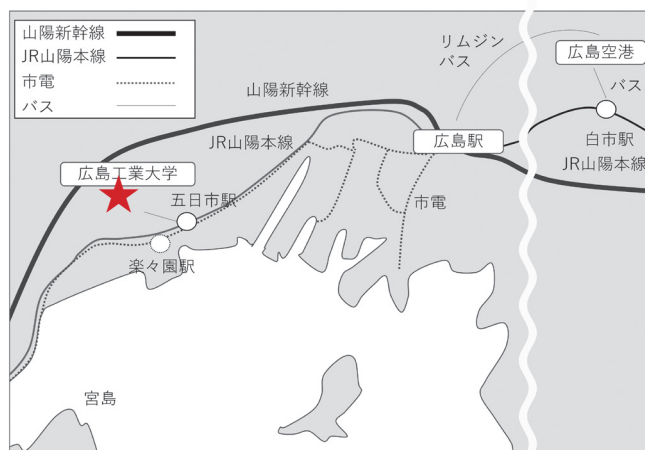 山陽新幹線
JR山陽本線
市電
バス
リムジン
バス
広島空港
バス
山陽新幹線
JR山陽本線
広島駅
白市駅
JR山陽本線
広島工業大学
五日市駅
市電
楽々園駅
宮島